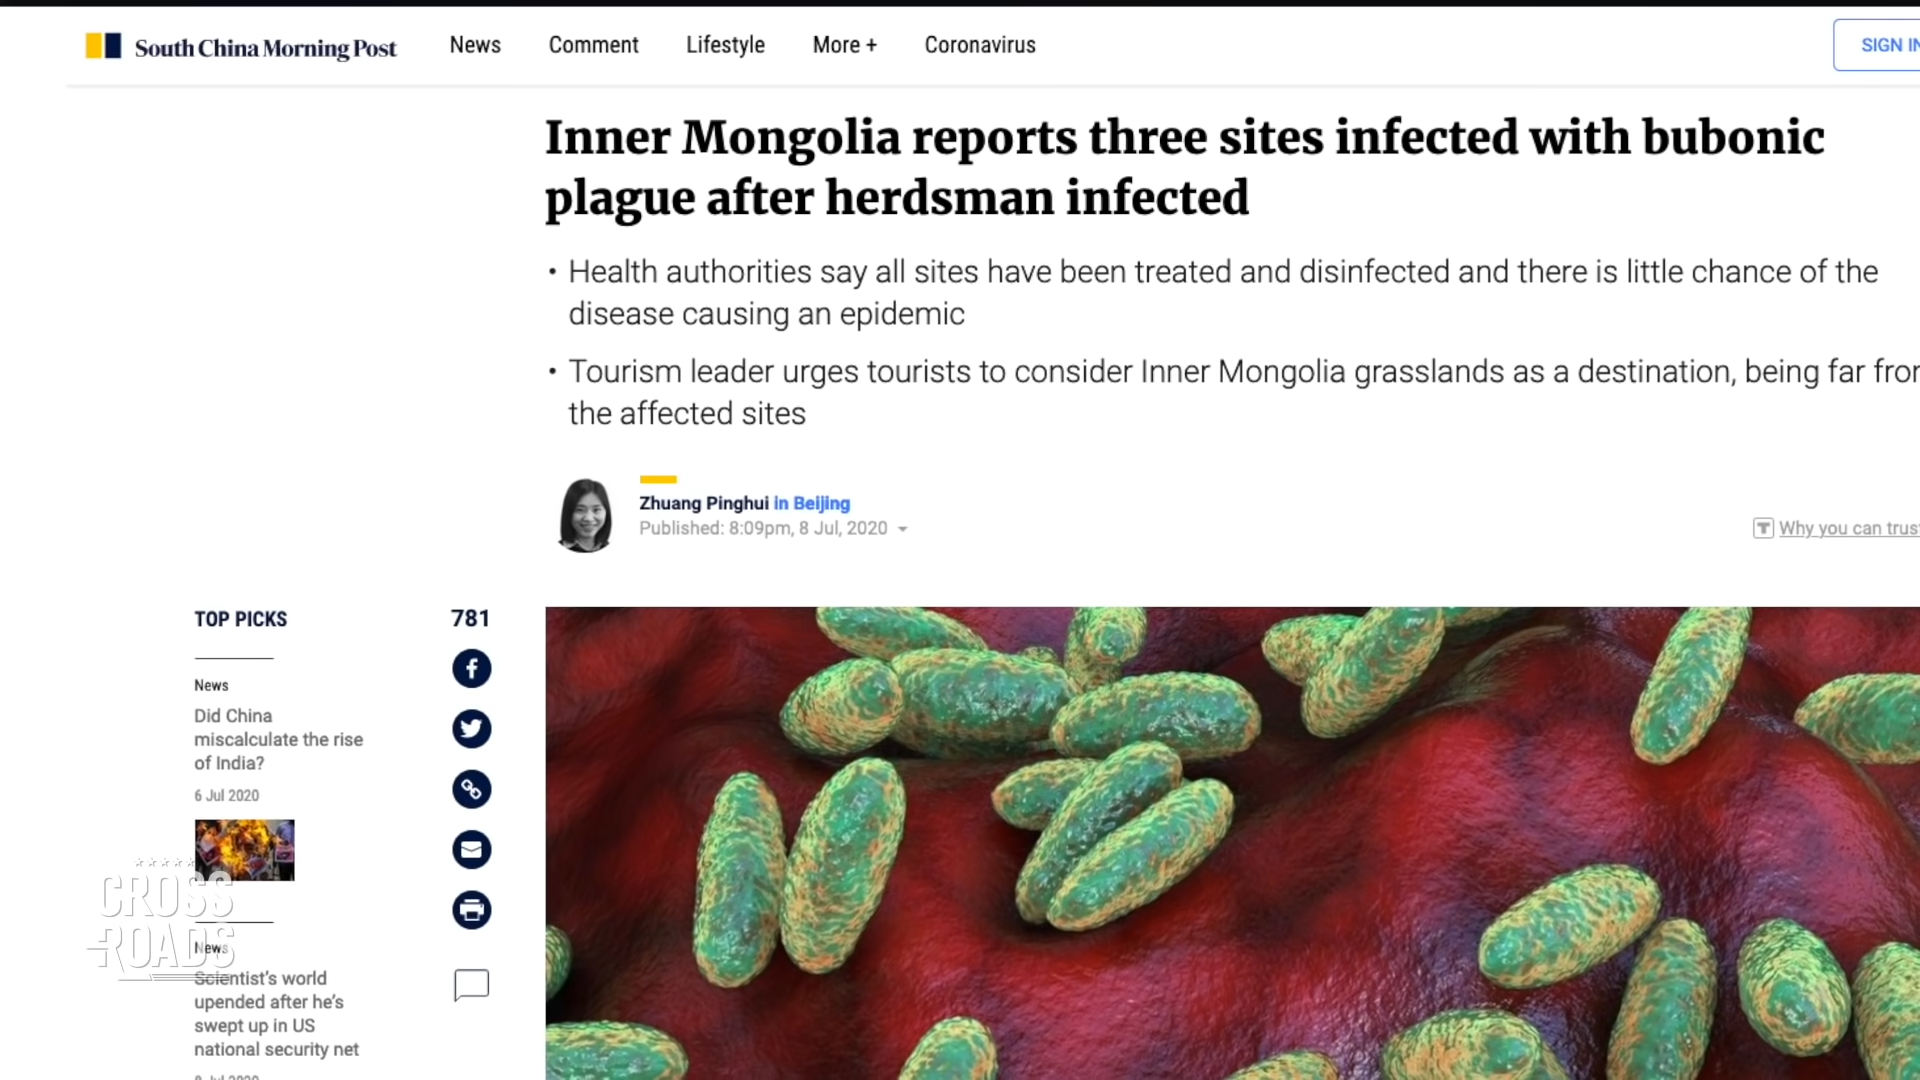 South China Morning Post
News Comment Lifestyle More + Coronavirus
SIGN IN
Inner Mongolia reports three sites infected with bubonic
plague after herdsman infected
• Health authorities say all sites have been treated and disinfected and there is little chance of the
disease causing an epidemic
• Tourism leader urges tourists to consider Inner Mongolia grasslands as a destination, being far from
the affected sites
Zhuang Pinghui in Beijing
Published: 8:09pm, 8 Jul, 2020
Why you can trust
TOP PICKS
781
News
Did China
miscalculate the rise
of India?
6 Jul 2020
CROSS
ROADS
News
Scientist's world
upended after he's
swept up in US
national security net
8 Jul 2020